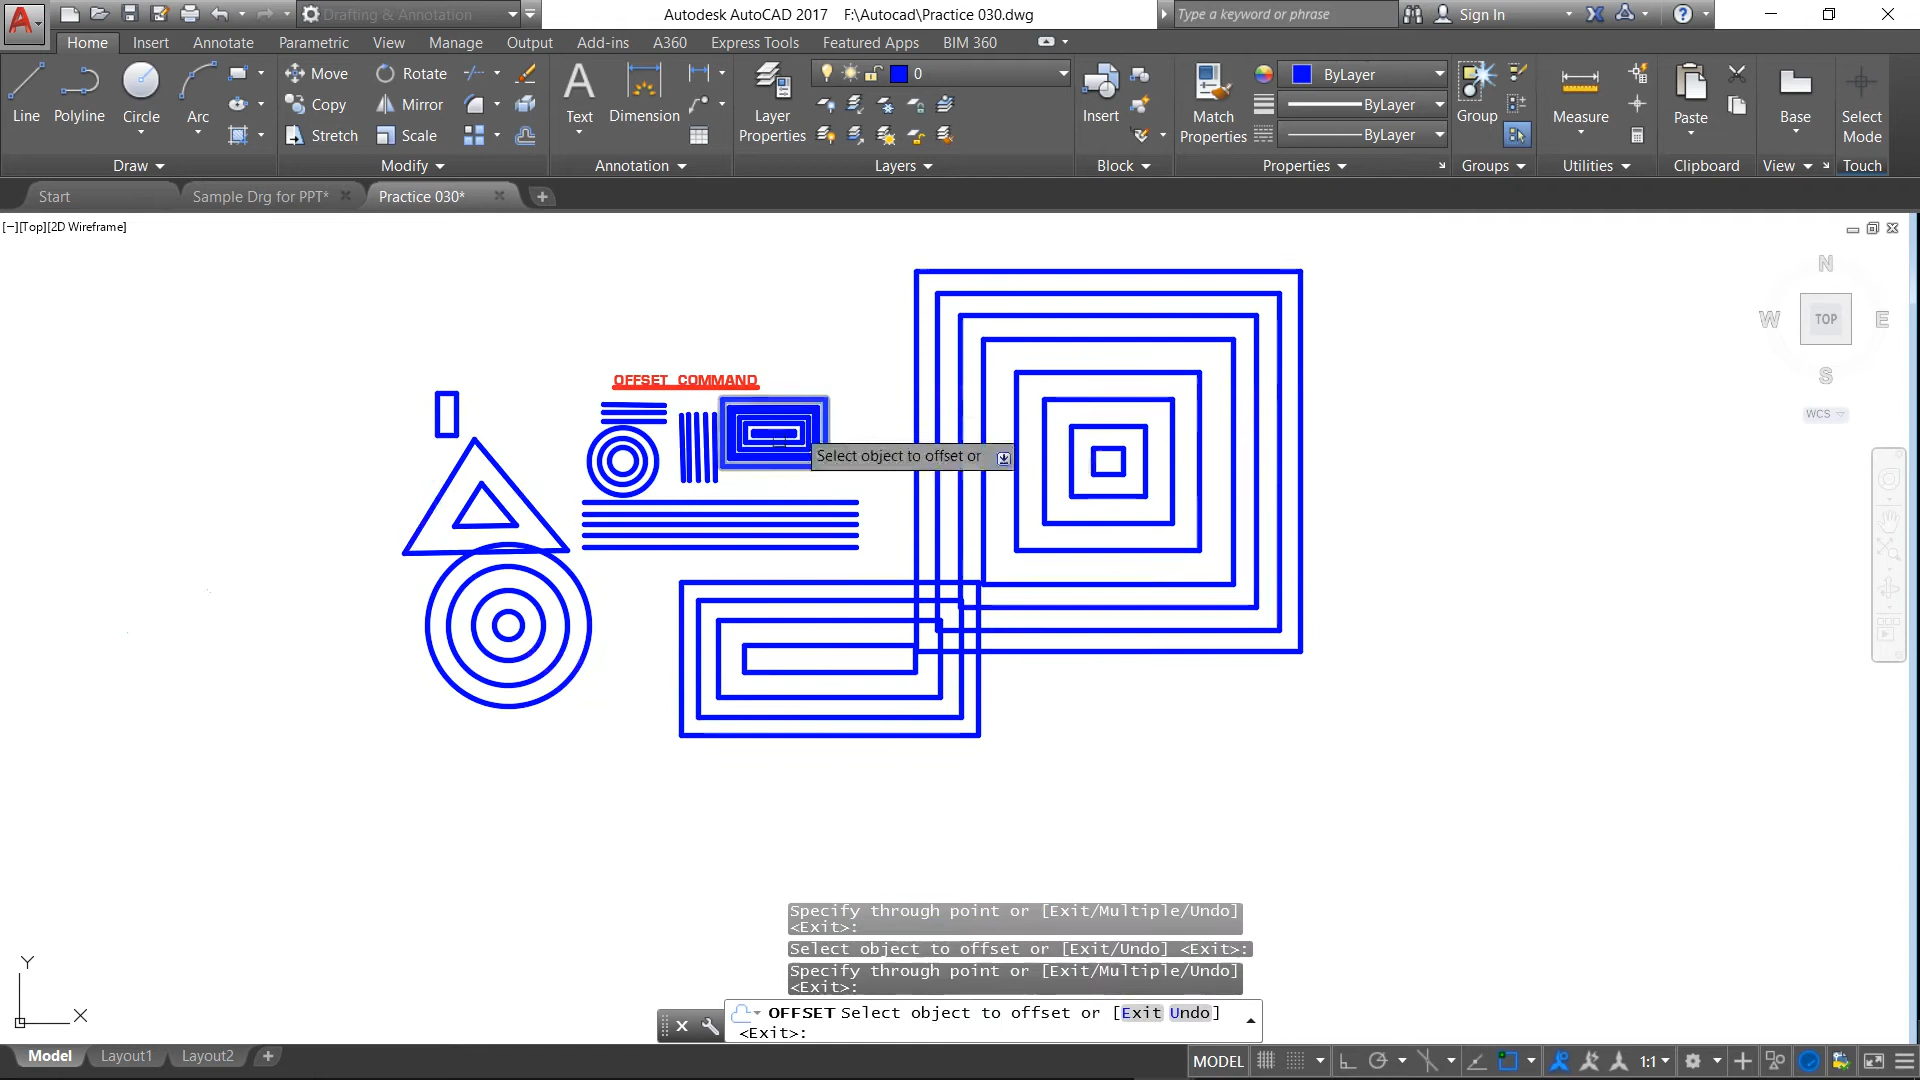 Drafting & Annotation
Autodesk AutoCAD 2017 F:\Autocad\Practice 030.dwg
Type a keyword or phrase
Sign In
Home Insert Annotate Parametric View Manage Output Add-ins A360 Express Tools Featured Apps BIM 360
Line
Polyline
Circle
Arc
Move
Copy
Stretch
Rotate
Mirror
Scale
Text
Dimension
Layer
Properties
0
Insert
Match
Properties
ByLayer
ByLayer
ByLayer
Group
Measure
Paste
Base
Select
Mode
Draw Modify Annotation Layers Block Properties Groups Utilities Clipboard View Touch
Start Sample Drg for PPT* Practice 030*
[−][Top][2D Wireframe]
N
W TOP E
S
WCS
OFFSET COMMAND
Select object to offset or
Specify through point or [Exit/Multiple/Undo]
<Exit>:
Select object to offset or [Exit/Undo] <Exit>:
Specify through point or [Exit/Multiple/Undo]
<Exit>:
OFFSET Select object to offset or [Exit Undo]
<Exit>:
Y
X
Model Layout1 Layout2
MODEL 1:1